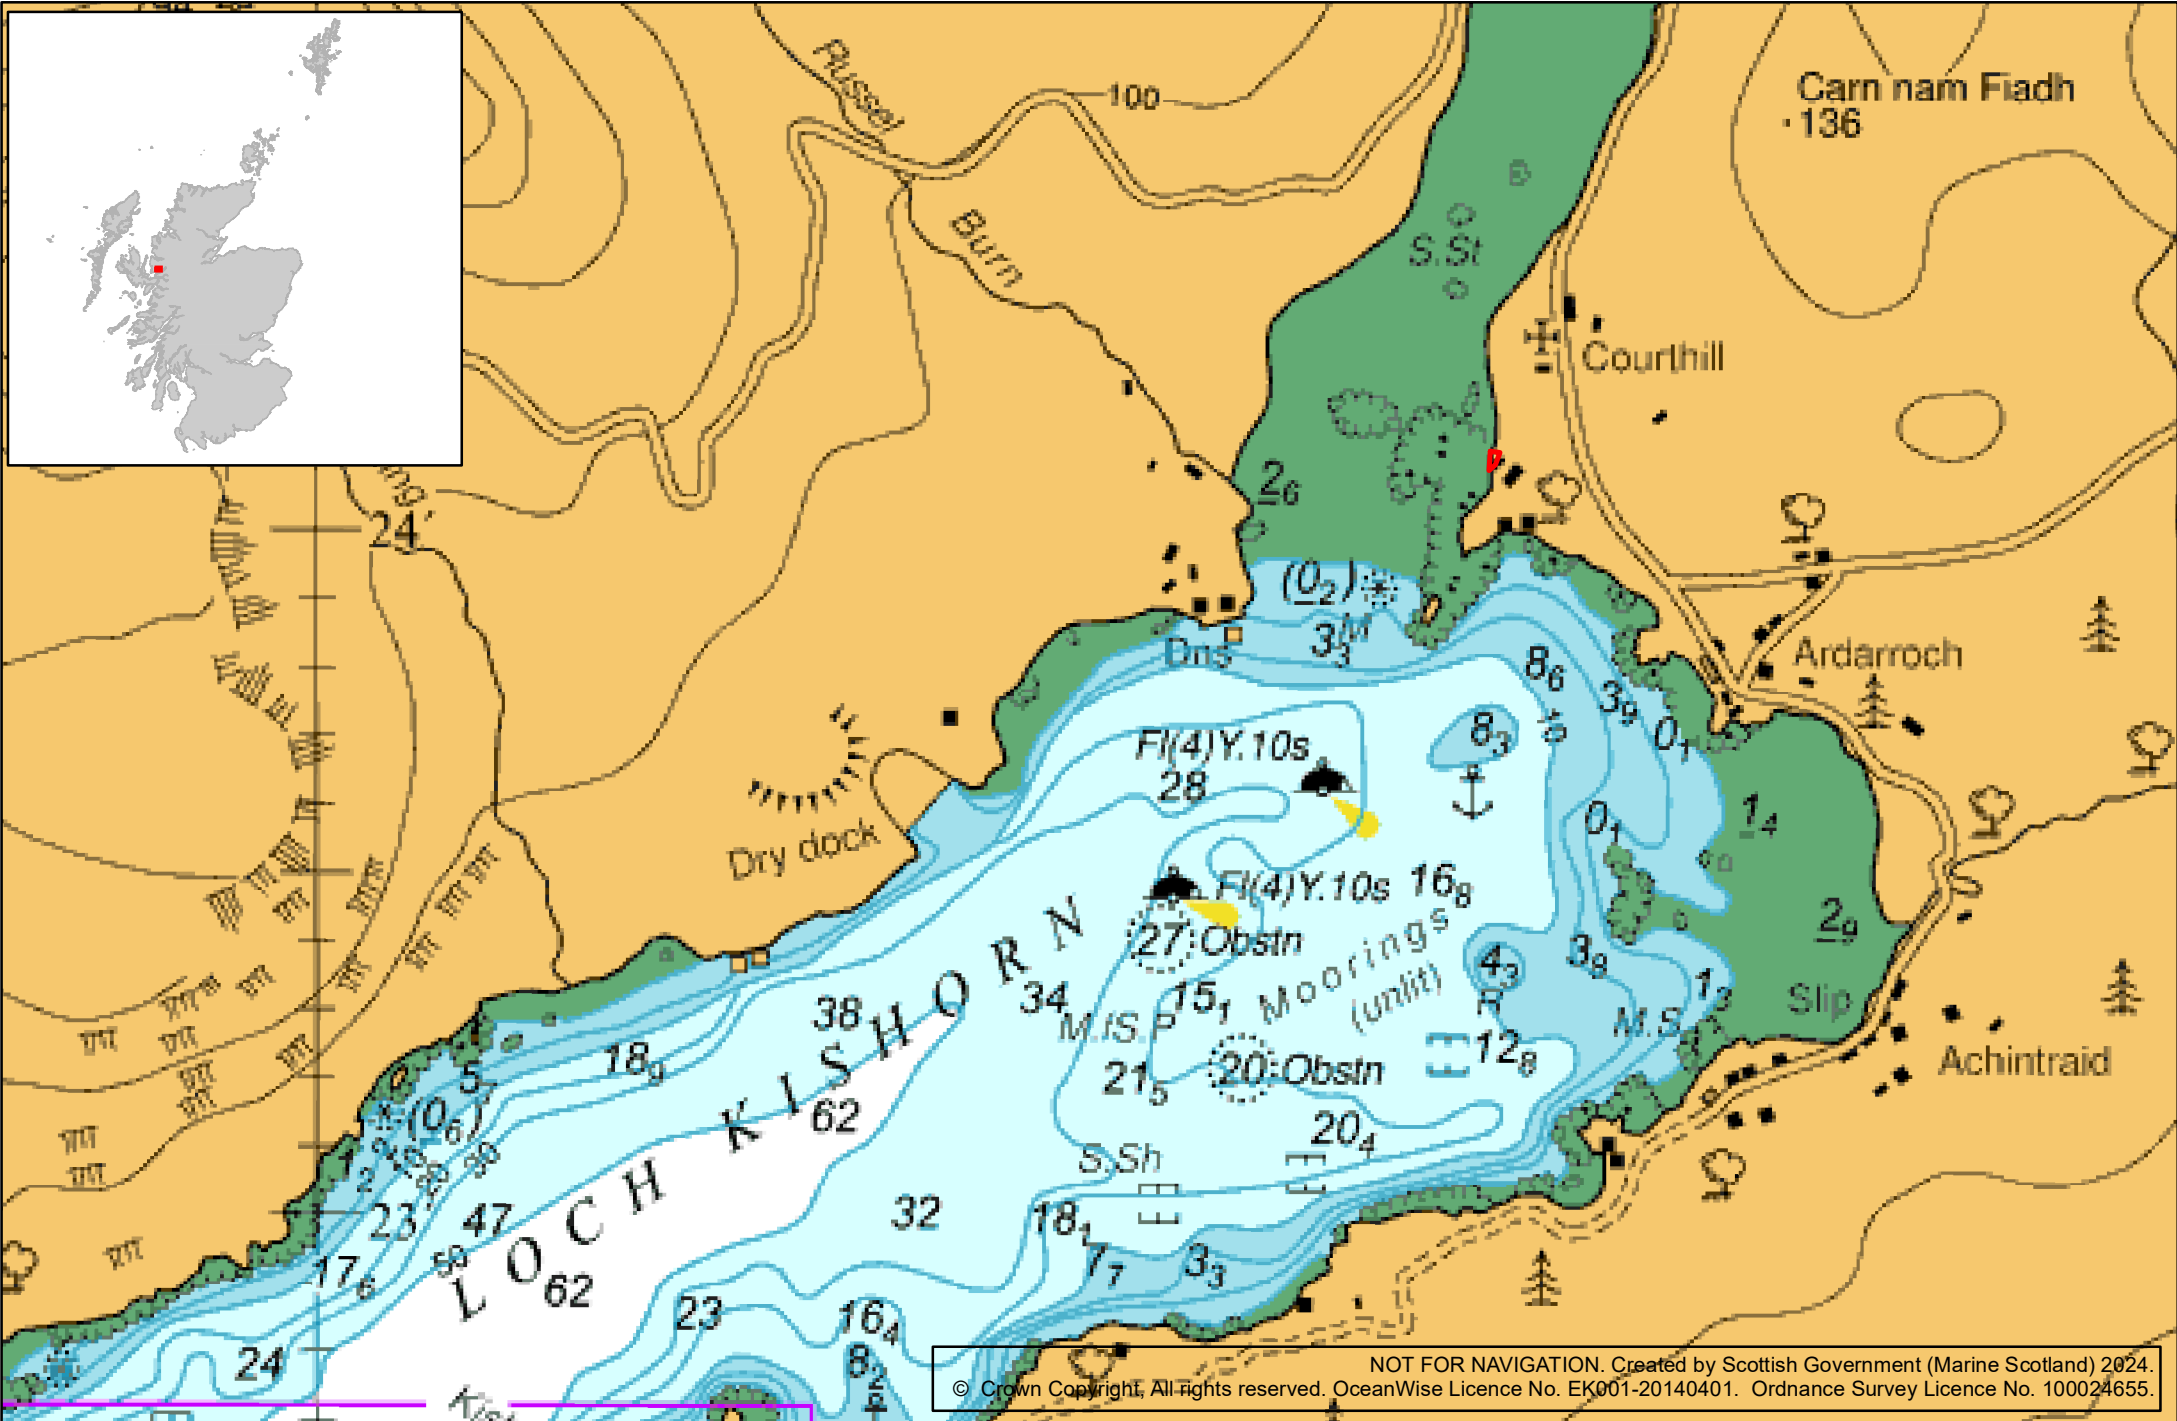 Russel
100
Carn nam Fiadh
136
Burn
S.St
Courthill
24'
2₆
(0₂)
3₃
M
Dns
8₆
3₉
0₁
Ardarroch
Fl(4)Y.10s
28
8₃
S
Dry dock
0₁
1₄
Fl(4)Y.10s
16₈
27
Obstn
2₉
4₃
R
3₉
1₃
Slip
38
34
15₁
Moorings
(unlit)
M.S
M.S.P
18₉
12₈
Achintraid
5
21₅
20
Obstn
(0₆)
62
20₄
LOCH KISHORN
S.Sh
30
23
47
32
18₁
50
17₆
62
7₇
3₃
23
16₄
24
8₂
NOT FOR NAVIGATION. Created by Scottish Government (Marine Scotland) 2024.
© Crown Copyright, All rights reserved. OceanWise Licence No. EK001-20140401. Ordnance Survey Licence No. 100024655.